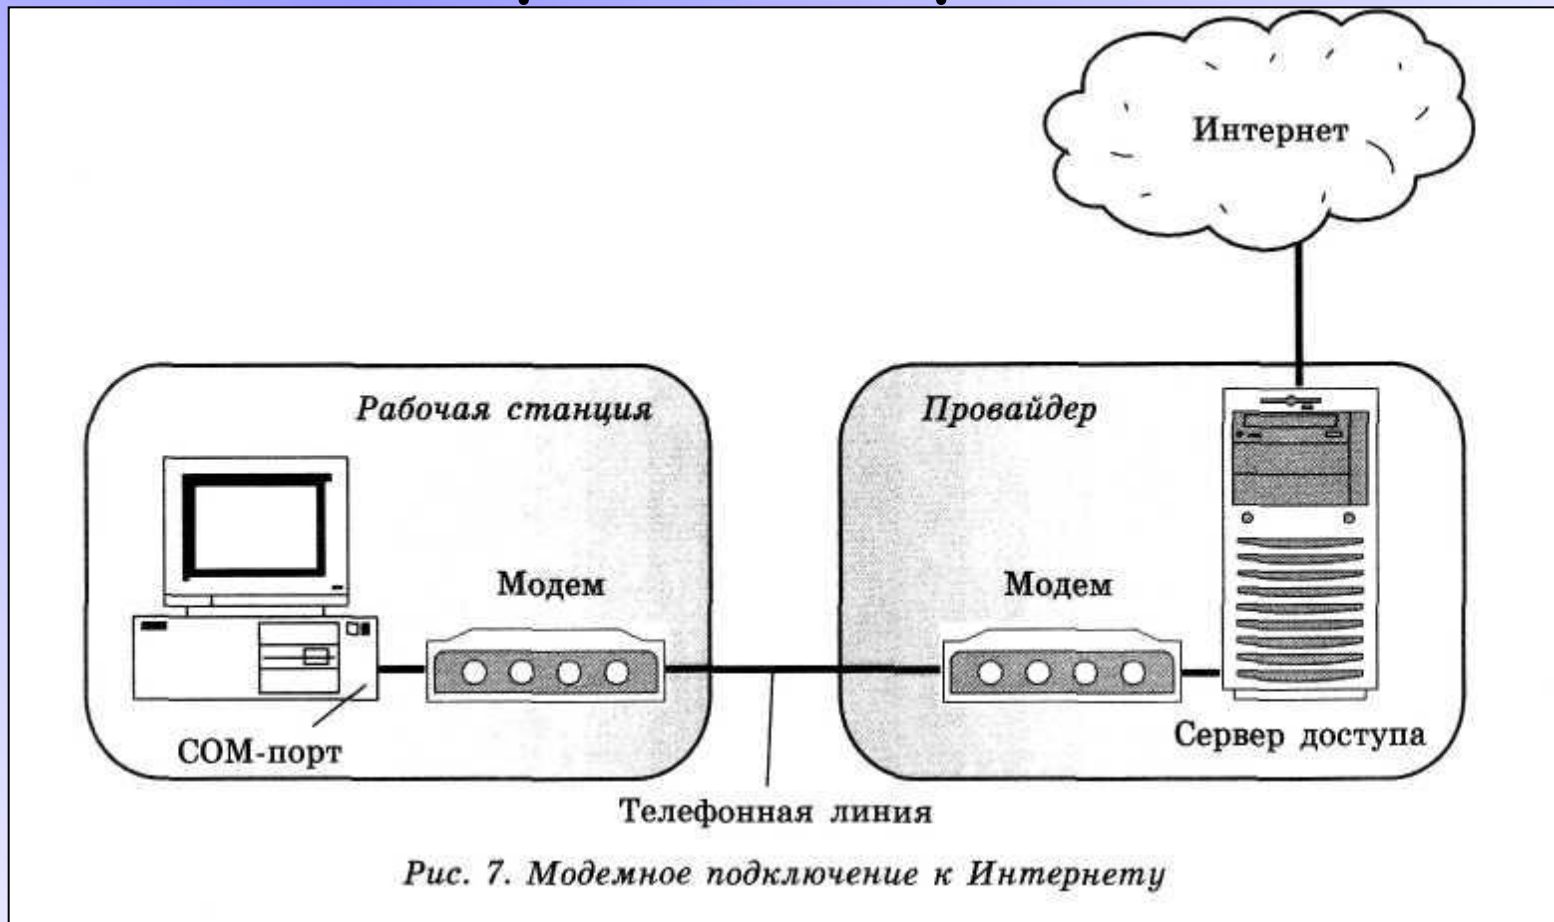 Интернет
Рабочая станция
Провайдер
Модем
Модем
COM-порт
Сервер доступа
Телефонная линия
Рис. 7. Модемное подключение к Интернету